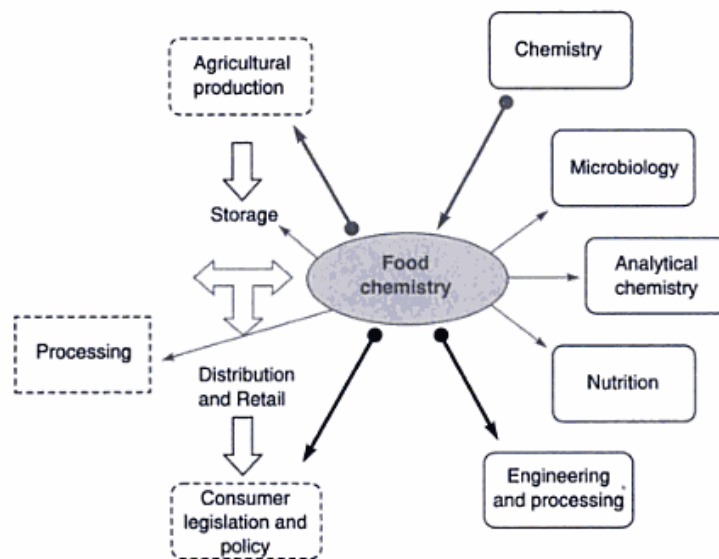 Agricultural
production
Chemistry
Microbiology
Storage
Food
chemistry
Analytical
chemistry
Processing
Distribution
and Retail
Nutrition
Consumer
legislation and
policy
Engineering
and processing